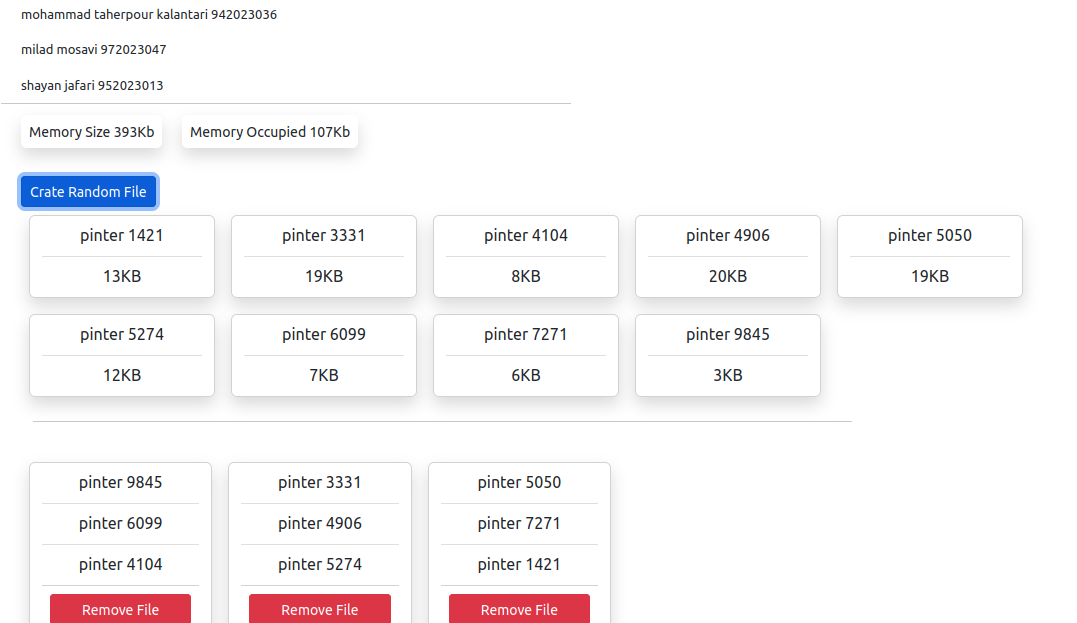 mohammad taherpour kalantari 942023036
milad mosavi 972023047
shayan jafari 952023013
Memory Size 393Kb Memory Occupied 107Kb
Crate Random File
pinter 1421 pinter 3331 pinter 4104 pinter 4906 pinter 5050
13KB 19KB 8KB 20KB 19KB
pinter 5274 pinter 6099 pinter 7271 pinter 9845
12KB 7KB 6KB 3KB
pinter 9845 pinter 3331 pinter 5050
pinter 6099 pinter 4906 pinter 7271
pinter 4104 pinter 5274 pinter 1421
Remove File Remove File Remove File